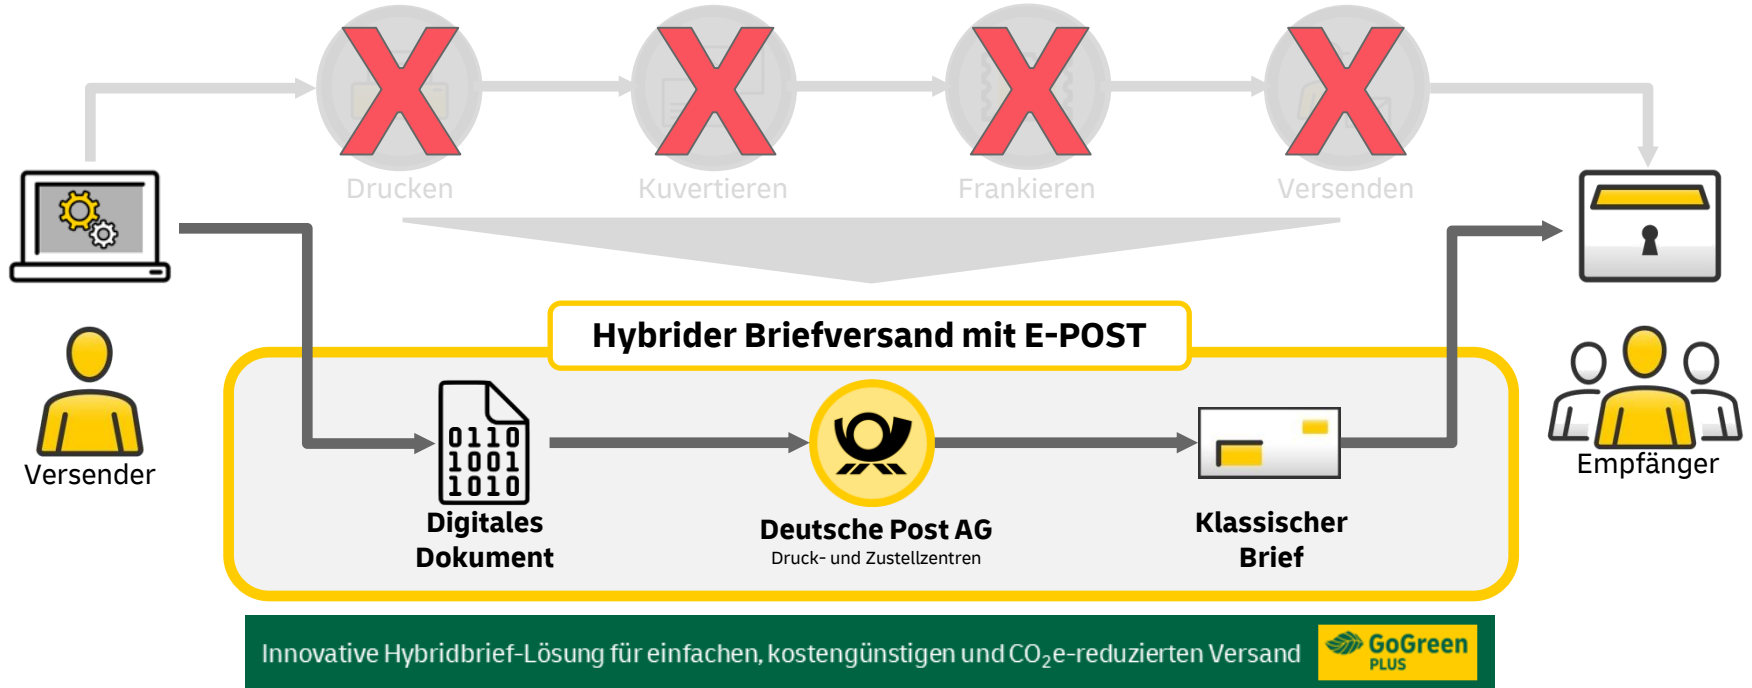 Drucken
Kuvertieren
Frankieren
Versenden
Hybrider Briefversand mit E-POST
Versender
Empfänger
0110
1001
1010
Digitales
Dokument
Deutsche Post AG
Druck- und Zustellzentren
Klassischer
Brief
Innovative Hybridbrief-Lösung für einfachen, kostengünstigen und CO₂e-reduzierten Versand
GoGreen
PLUS